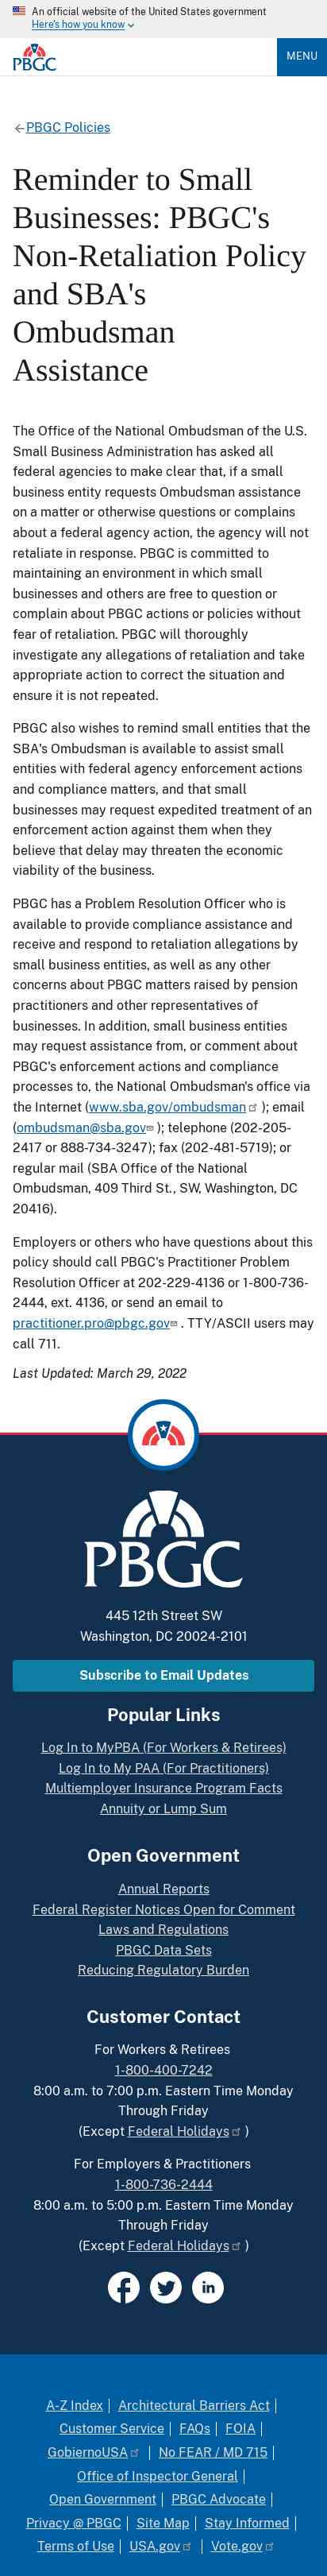 An official website of the United States government
Here's how you know
PBGC
MENU
PBGC Policies
Reminder to Small
Businesses: PBGC's
Non-Retaliation Policy
and SBA's
Ombudsman
Assistance
The Office of the National Ombudsman of the U.S.
Small Business Administration has asked all
federal agencies to make clear that, if a small
business entity requests Ombudsman assistance
on a matter, or otherwise questions or complains
about a federal agency action, the agency will not
retaliate in response. PBGC is committed to
maintaining an environment in which small
businesses and others are free to question or
complain about PBGC actions or policies without
fear of retaliation. PBGC will thoroughly
investigate any allegations of retaliation and take
appropriate disciplinary actions to remedy the
situation and ensure it is not repeated.
PBGC also wishes to remind small entities that the
SBA's Ombudsman is available to assist small
entities with federal agency enforcement actions
and compliance matters, and that small
businesses may request expedited treatment of an
enforcement action against them when they
believe that delay may threaten the economic
viability of the business.
PBGC has a Problem Resolution Officer who is
available to provide compliance assistance and
receive and respond to retaliation allegations by
small business entities, as well as any other
concerns about PBGC matters raised by pension
practitioners and other entities or their
businesses. In addition, small business entities
may request assistance from, or comment about
PBGC's enforcement actions and compliance
processes to, the National Ombudsman's office via
the Internet (www.sba.gov/ombudsman ); email
(ombudsman@sba.gov ); telephone (202-205-
2417 or 888-734-3247); fax (202-481-5719); or
regular mail (SBA Office of the National
Ombudsman, 409 Third St., SW, Washington, DC
20416).
Employers or others who have questions about this
policy should call PBGC's Practitioner Problem
Resolution Officer at 202-229-4136 or 1-800-736-
2444, ext. 4136, or send an email to
practitioner.pro@pbgc.gov . TTY/ASCII users may
call 711.
Last Updated: March 29, 2022
PBGC
445 12th Street SW
Washington, DC 20024-2101
Subscribe to Email Updates
Popular Links
Log In to MyPBA (For Workers & Retirees)
Log In to My PAA (For Practitioners)
Multiemployer Insurance Program Facts
Annuity or Lump Sum
Open Government
Annual Reports
Federal Register Notices Open for Comment
Laws and Regulations
PBGC Data Sets
Reducing Regulatory Burden
Customer Contact
For Workers & Retirees
1-800-400-7242
8:00 a.m. to 7:00 p.m. Eastern Time Monday
Through Friday
(Except Federal Holidays )
For Employers & Practitioners
1-800-736-2444
8:00 a.m. to 5:00 p.m. Eastern Time Monday
Through Friday
(Except Federal Holidays )
A-Z Index | Architectural Barriers Act |
Customer Service | FAQs | FOIA |
GobiernoUSA | No FEAR / MD 715 |
Office of Inspector General |
Open Government | PBGC Advocate |
Privacy @ PBGC | Site Map | Stay Informed |
Terms of Use | USA.gov | Vote.gov